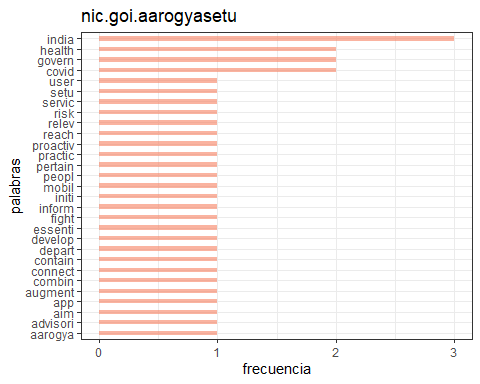 nic.goi.aarogyasetu
palabras
india
health
govern
covid
user
setu
servic
risk
relev
reach
proactiv
practic
pertain
peopl
mobil
initi
inform
fight
essenti
develop
depart
contain
connect
combin
augment
app
aim
advisori
aarogya
0 1 2 3
frecuencia